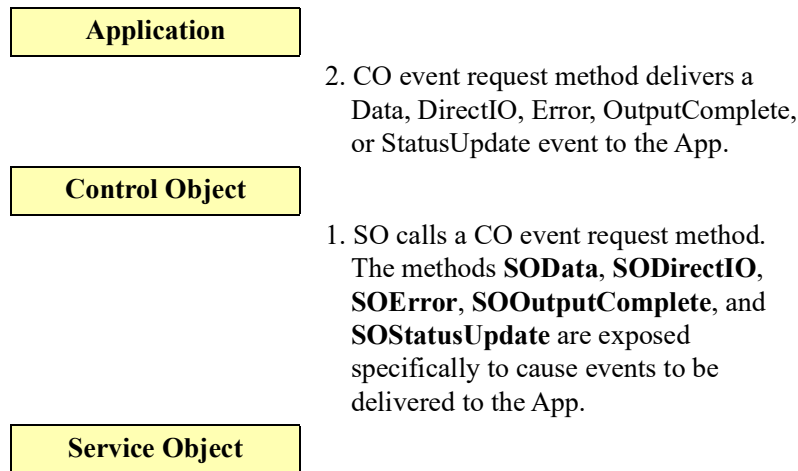 Application
2. CO event request method delivers a
Data, DirectIO, Error, OutputComplete,
or StatusUpdate event to the App.
Control Object
1. SO calls a CO event request method.
The methods SOData, SODirectIO,
SOError, SOOutputComplete, and
SOStatusUpdate are exposed
specifically to cause events to be
delivered to the App.
Service Object